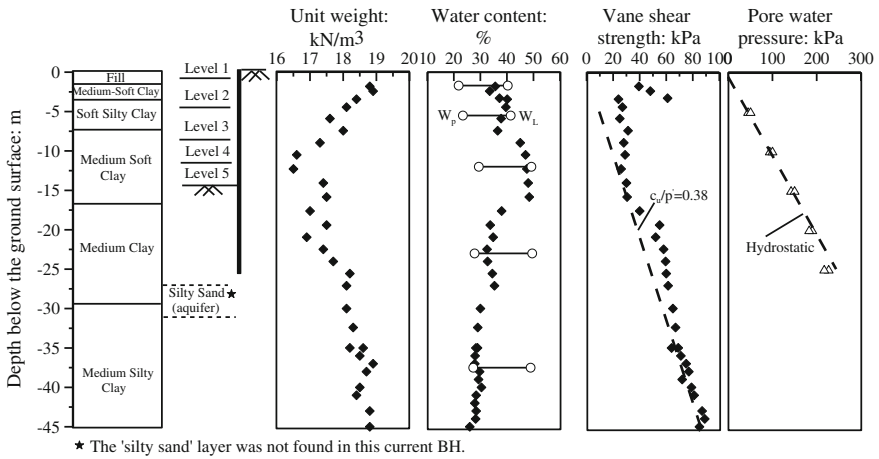 Unit weight: kN/m3
Water content: %
Vane shear strength: kPa
Pore water pressure: kPa
16 17 18 19 20
10 20 30 40 50 60
0 20 40 60 80 100
0 100 200 300
Depth below the ground surface: m
0
-5
-10
-15
-20
-25
-30
-35
-40
-45
Fill
Medium-Soft Clay
Soft Silty Clay
Medium Soft Clay
Medium Clay
Medium Silty Clay
Level 1
Level 2
Level 3
Level 4
Level 5
Silty Sand ★
(aquifer)
Wp
WL
cu/p'=0.38
Hydrostatic
★ The 'silty sand' layer was not found in this current BH.